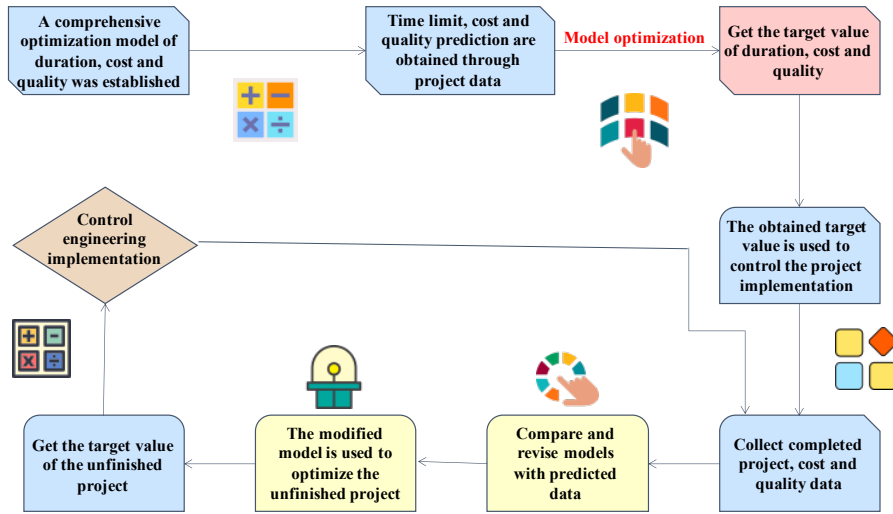 A comprehensive
optimization model of
duration, cost and
quality was established
Time limit, cost and
quality prediction are
obtained through
project data
Model optimization
Get the target value
of duration, cost and
quality
The obtained target
value is used to
control the project
implementation
Control
engineering
implementation
Get the target value
of the unfinished
project
The modified
model is used to
optimize the
unfinished project
Compare and
revise models
with predicted
data
Collect completed
project, cost and
quality data